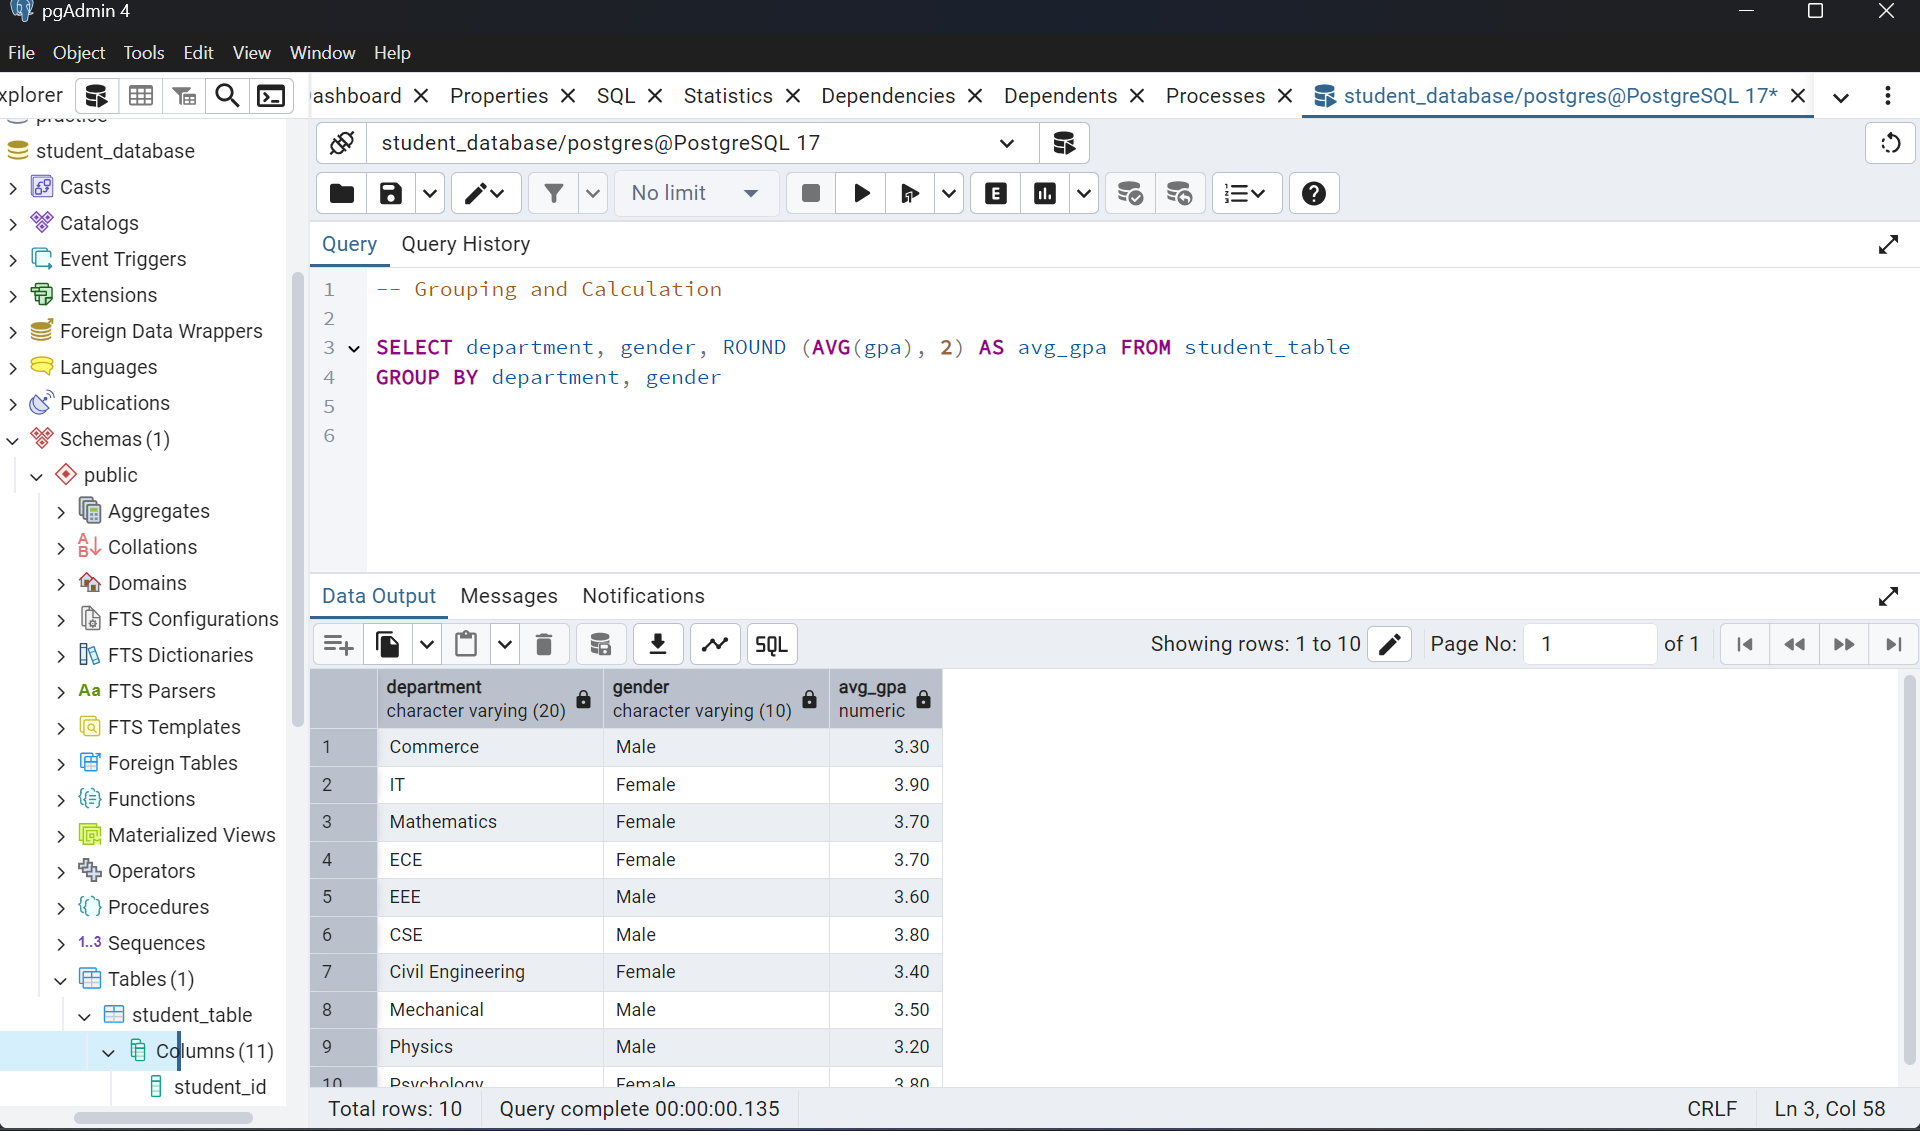 pgAdmin 4
File Object Tools Edit View Window Help
xplorer
ashboard Properties SQL Statistics Dependencies Dependents Processes student_database/postgres@PostgreSQL 17*
practice
student_database
Casts
Catalogs
Event Triggers
Extensions
Foreign Data Wrappers
Languages
Publications
Schemas (1)
public
Aggregates
Collations
Domains
FTS Configurations
FTS Dictionaries
Aa FTS Parsers
FTS Templates
Foreign Tables
Functions
Materialized Views
Operators
Procedures
1..3 Sequences
Tables (1)
student_table
Columns (11)
student_id
student_database/postgres@PostgreSQL 17
No limit
E
Query Query History
1 -- Grouping and Calculation
2
3 SELECT department, gender, ROUND (AVG(gpa), 2) AS avg_gpa FROM student_table
4 GROUP BY department, gender
5
6
Data Output Messages Notifications
SQL
Showing rows: 1 to 10 Page No: 1 of 1
department gender avg_gpa
character varying (20) character varying (10) numeric
1 Commerce Male 3.30
2 IT Female 3.90
3 Mathematics Female 3.70
4 ECE Female 3.70
5 EEE Male 3.60
6 CSE Male 3.80
7 Civil Engineering Female 3.40
8 Mechanical Male 3.50
9 Physics Male 3.20
10 Psychology Female 3.80
Total rows: 10 Query complete 00:00:00.135 CRLF Ln 3, Col 58